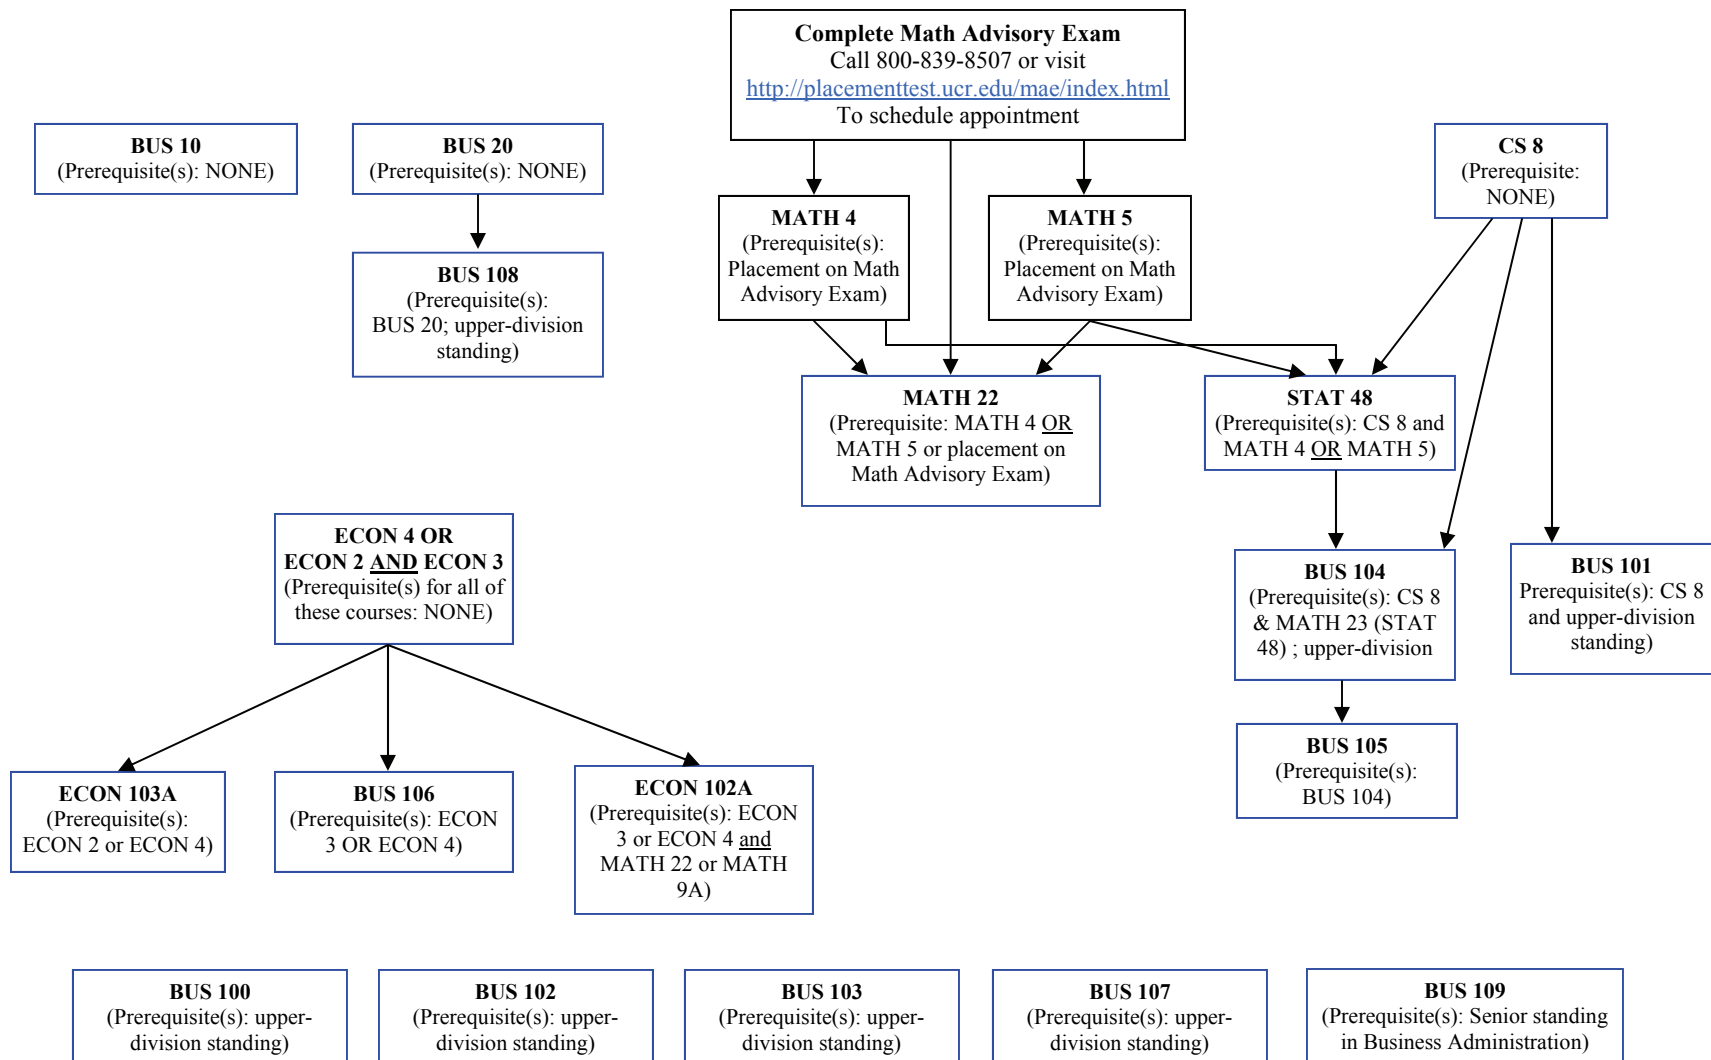 Complete Math Advisory Exam
Call 800-839-8507 or visit
http://placementtest.ucr.edu/mae/index.html
To schedule appointment
BUS 10
(Prerequisite(s): NONE)
BUS 20
(Prerequisite(s): NONE)
CS 8
(Prerequisite:
NONE)
MATH 4
(Prerequisite(s):
Placement on Math
Advisory Exam)
MATH 5
(Prerequisite(s):
Placement on Math
Advisory Exam)
BUS 108
(Prerequisite(s):
BUS 20; upper-division
standing)
MATH 22
(Prerequisite: MATH 4 OR
MATH 5 or placement on
Math Advisory Exam)
STAT 48
(Prerequisite(s): CS 8 and
MATH 4 OR MATH 5)
ECON 4 OR
ECON 2 AND ECON 3
(Prerequisite(s) for all of
these courses: NONE)
BUS 104
(Prerequisite(s): CS 8
& MATH 23 (STAT
48) ; upper-division
BUS 101
Prerequisite(s): CS 8
and upper-division
standing)
BUS 105
(Prerequisite(s):
BUS 104)
ECON 103A
(Prerequisite(s):
ECON 2 or ECON 4)
BUS 106
(Prerequisite(s): ECON
3 OR ECON 4)
ECON 102A
(Prerequisite(s): ECON
3 or ECON 4 and
MATH 22 or MATH
9A)
BUS 100
(Prerequisite(s): upper-
division standing)
BUS 102
(Prerequisite(s): upper-
division standing)
BUS 103
(Prerequisite(s): upper-
division standing)
BUS 107
(Prerequisite(s): upper-
division standing)
BUS 109
(Prerequisite(s): Senior standing
in Business Administration)